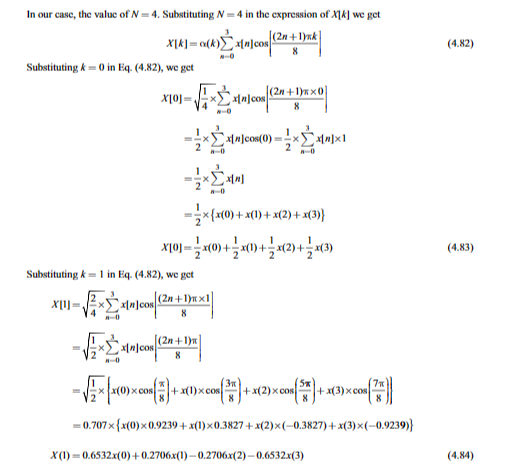 In our case, the value of N = 4. Substituting N = 4 in the expression of X[k] we get
X[k] = α(k) ∑_{n=0}^{3} x[n] cos[(2n+1)πk / 8] (4.82)
Substituting k = 0 in Eq. (4.82), we get
X[0] = √(1/4) × ∑_{n=0}^{3} x[n] cos[(2n+1)π×0 / 8]
= 1/2 × ∑_{n=0}^{3} x[n] cos(0) = 1/2 × ∑_{n=0}^{3} x[n] × 1
= 1/2 × ∑_{n=0}^{3} x[n]
= 1/2 × {x(0) + x(1) + x(2) + x(3)}
X[0] = 1/2 x(0) + 1/2 x(1) + 1/2 x(2) + 1/2 x(3) (4.83)
Substituting k = 1 in Eq. (4.82), we get
X[1] = √(2/4) × ∑_{n=0}^{3} x[n] cos[(2n+1)π×1 / 8]
= √(1/2) × ∑_{n=0}^{3} x[n] cos[(2n+1)π / 8]
= √(1/2) × {x(0) × cos[π/8] + x(1) × cos[3π/8] + x(2) × cos[5π/8] + x(3) × cos[7π/8]}
= 0.707 × {x(0) × 0.9239 + x(1) × 0.3827 + x(2) × (−0.3827) + x(3) × (−0.9239)}
X(1) = 0.6532x(0) + 0.2706x(1) − 0.2706x(2) − 0.6532x(3) (4.84)